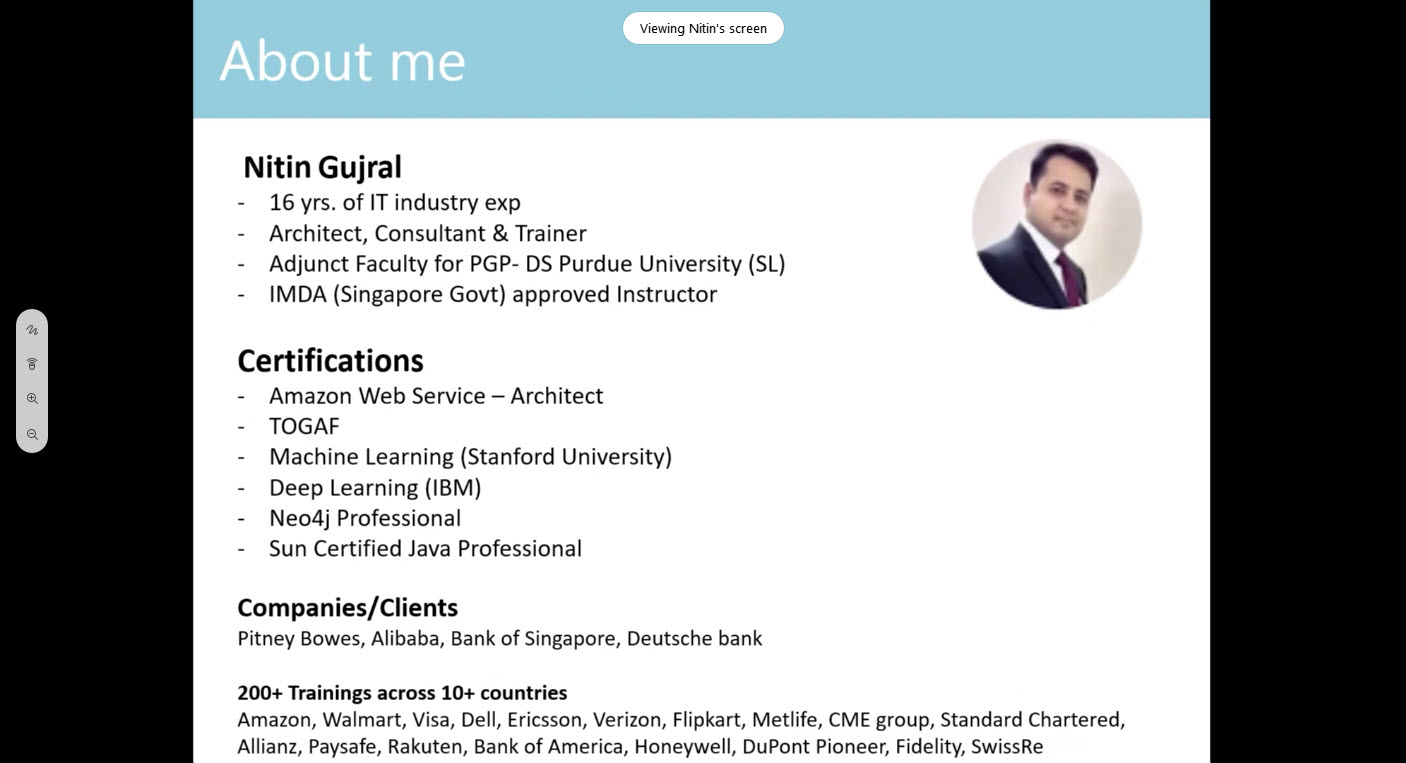 Viewing Nitin's screen
About me
Nitin Gujral
- 16 yrs. of IT industry exp
- Architect, Consultant & Trainer
- Adjunct Faculty for PGP- DS Purdue University (SL)
- IMDA (Singapore Govt) approved Instructor
Certifications
- Amazon Web Service – Architect
- TOGAF
- Machine Learning (Stanford University)
- Deep Learning (IBM)
- Neo4j Professional
- Sun Certified Java Professional
Companies/Clients
Pitney Bowes, Alibaba, Bank of Singapore, Deutsche bank
200+ Trainings across 10+ countries
Amazon, Walmart, Visa, Dell, Ericsson, Verizon, Flipkart, Metlife, CME group, Standard Chartered,
Allianz, Paysafe, Rakuten, Bank of America, Honeywell, DuPont Pioneer, Fidelity, SwissRe